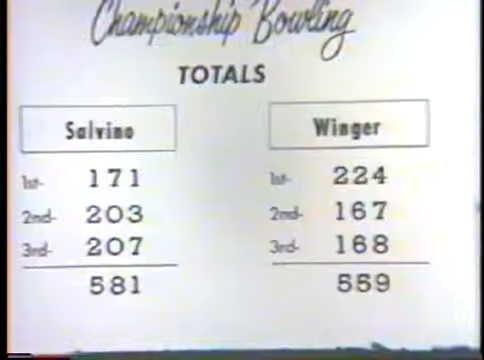 Championship Bowling
TOTALS
Salvino Winger
1st- 171 1st- 224
2nd- 203 2nd- 167
3rd- 207 3rd- 168
581 559